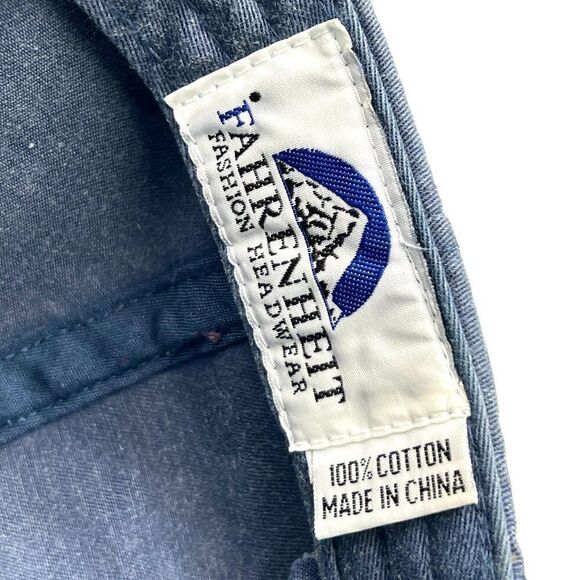 FAHRENHEIT
FASHION HEADWEAR
100% COTTON
MADE IN CHINA